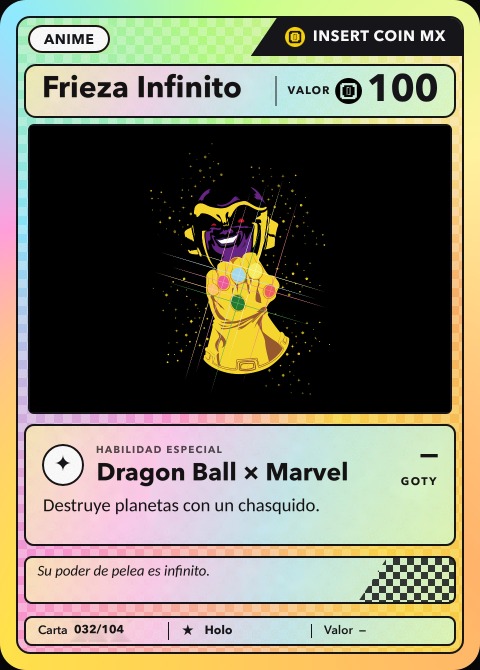 ANIME
INSERT COIN MX
Frieza Infinito
VALOR 100
HABILIDAD ESPECIAL
Dragon Ball × Marvel
–
GOTY
Destruye planetas con un chasquido.
Su poder de pelea es infinito.
Carta 032/104 ★ Holo Valor –